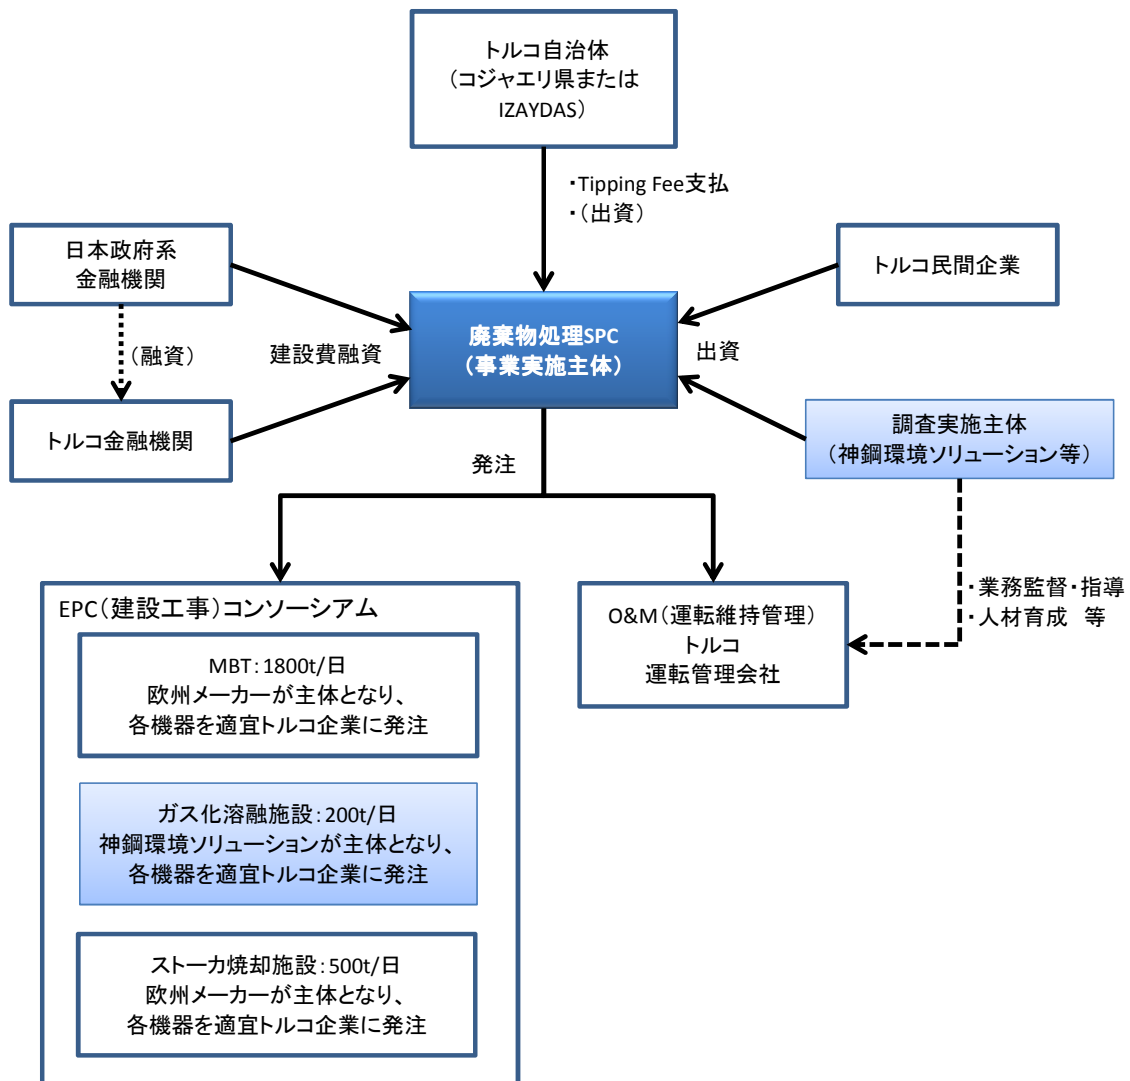 トルコ自治体
（コジャエリ県または
IZAYDAS）
・Tipping Fee支払
・（出資）
日本政府系
金融機関
トルコ民間企業
廃棄物処理SPC
（事業実施主体）
（融資）
建設費融資
出資
トルコ金融機関
調査実施主体
（神鋼環境ソリューション等）
発注
・業務監督・指導
・人材育成　等
EPC（建設工事）コンソーシアム
O&M（運転維持管理）
トルコ
運転管理会社
MBT：1800t/日
欧州メーカーが主体となり、
各機器を適宜トルコ企業に発注
ガス化溶融施設：200t/日
神鋼環境ソリューションが主体となり、
各機器を適宜トルコ企業に発注
ストーカ焼却施設：500t/日
欧州メーカーが主体となり、
各機器を適宜トルコ企業に発注